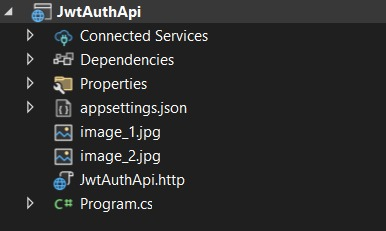 JwtAuthApi
Connected Services
Dependencies
Properties
appsettings.json
image_1.jpg
image_2.jpg
JwtAuthApi.http
C# Program.cs